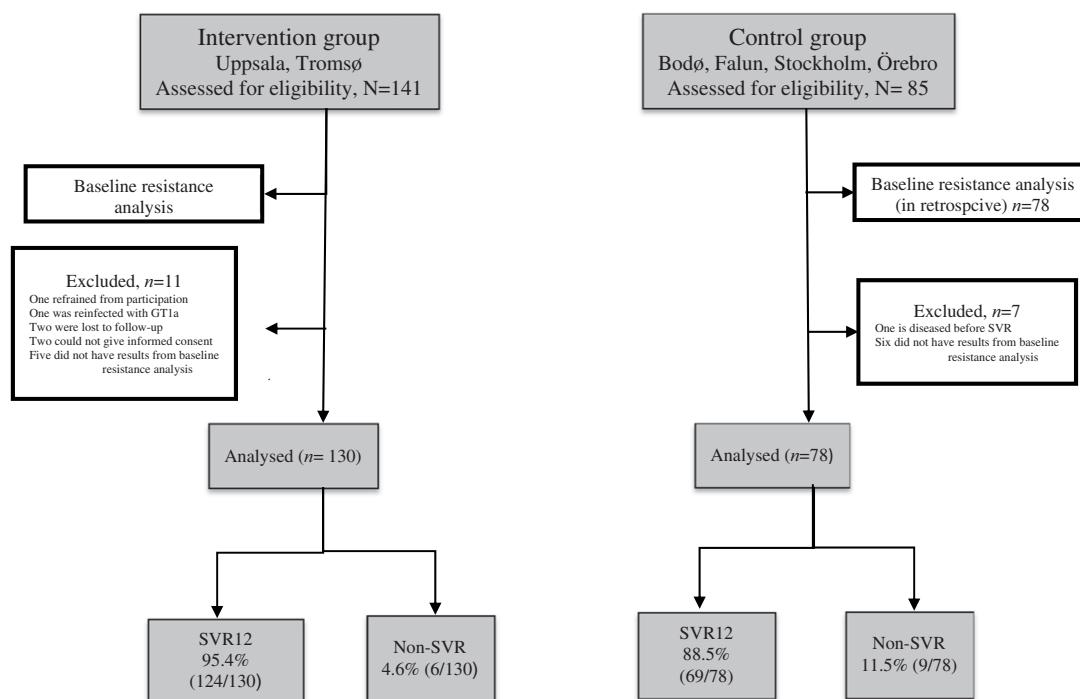 Intervention group
Uppsala, Tromsø
Assessed for eligibility, N=141
Baseline resistance
analysis
Excluded, n=11
One refrained from participation
One was reinfected with GT1a
Two were lost to follow-up
Two could not give informed consent
Five did not have results from baseline
resistance analysis
.
Analysed (n= 130)
SVR12
95.4%
(124/130)
Non-SVR
4.6% (6/130)
Control group
Bodø, Falun, Stockholm, Örebro
Assessed for eligibility, N= 85
Baseline resistance analysis
(in retrospcive) n=78
Excluded, n=7
One is diseased before SVR
Six did not have results from baseline
resistance analysis
Analysed (n=78)
SVR12
88.5%
(69/78)
Non-SVR
11.5% (9/78)